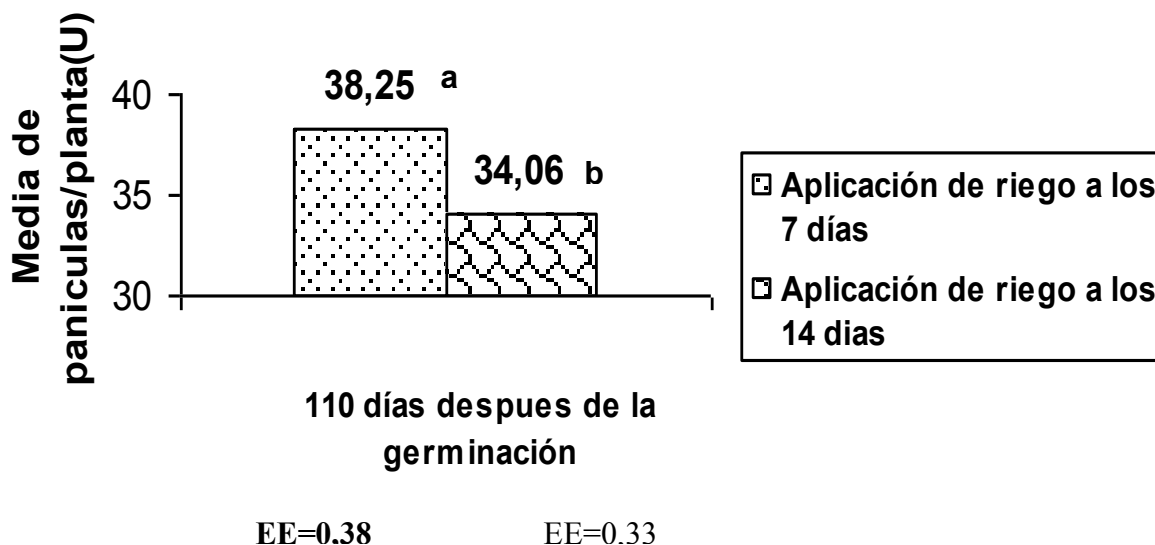 Media de
paniculas/planta(U)
40
35
30
38,25 a
34,06 b
Aplicación de riego a los
7 días
Aplicación de riego a los
14 dias
110 días despues de la
germinación
EE=0,38 EE=0,33